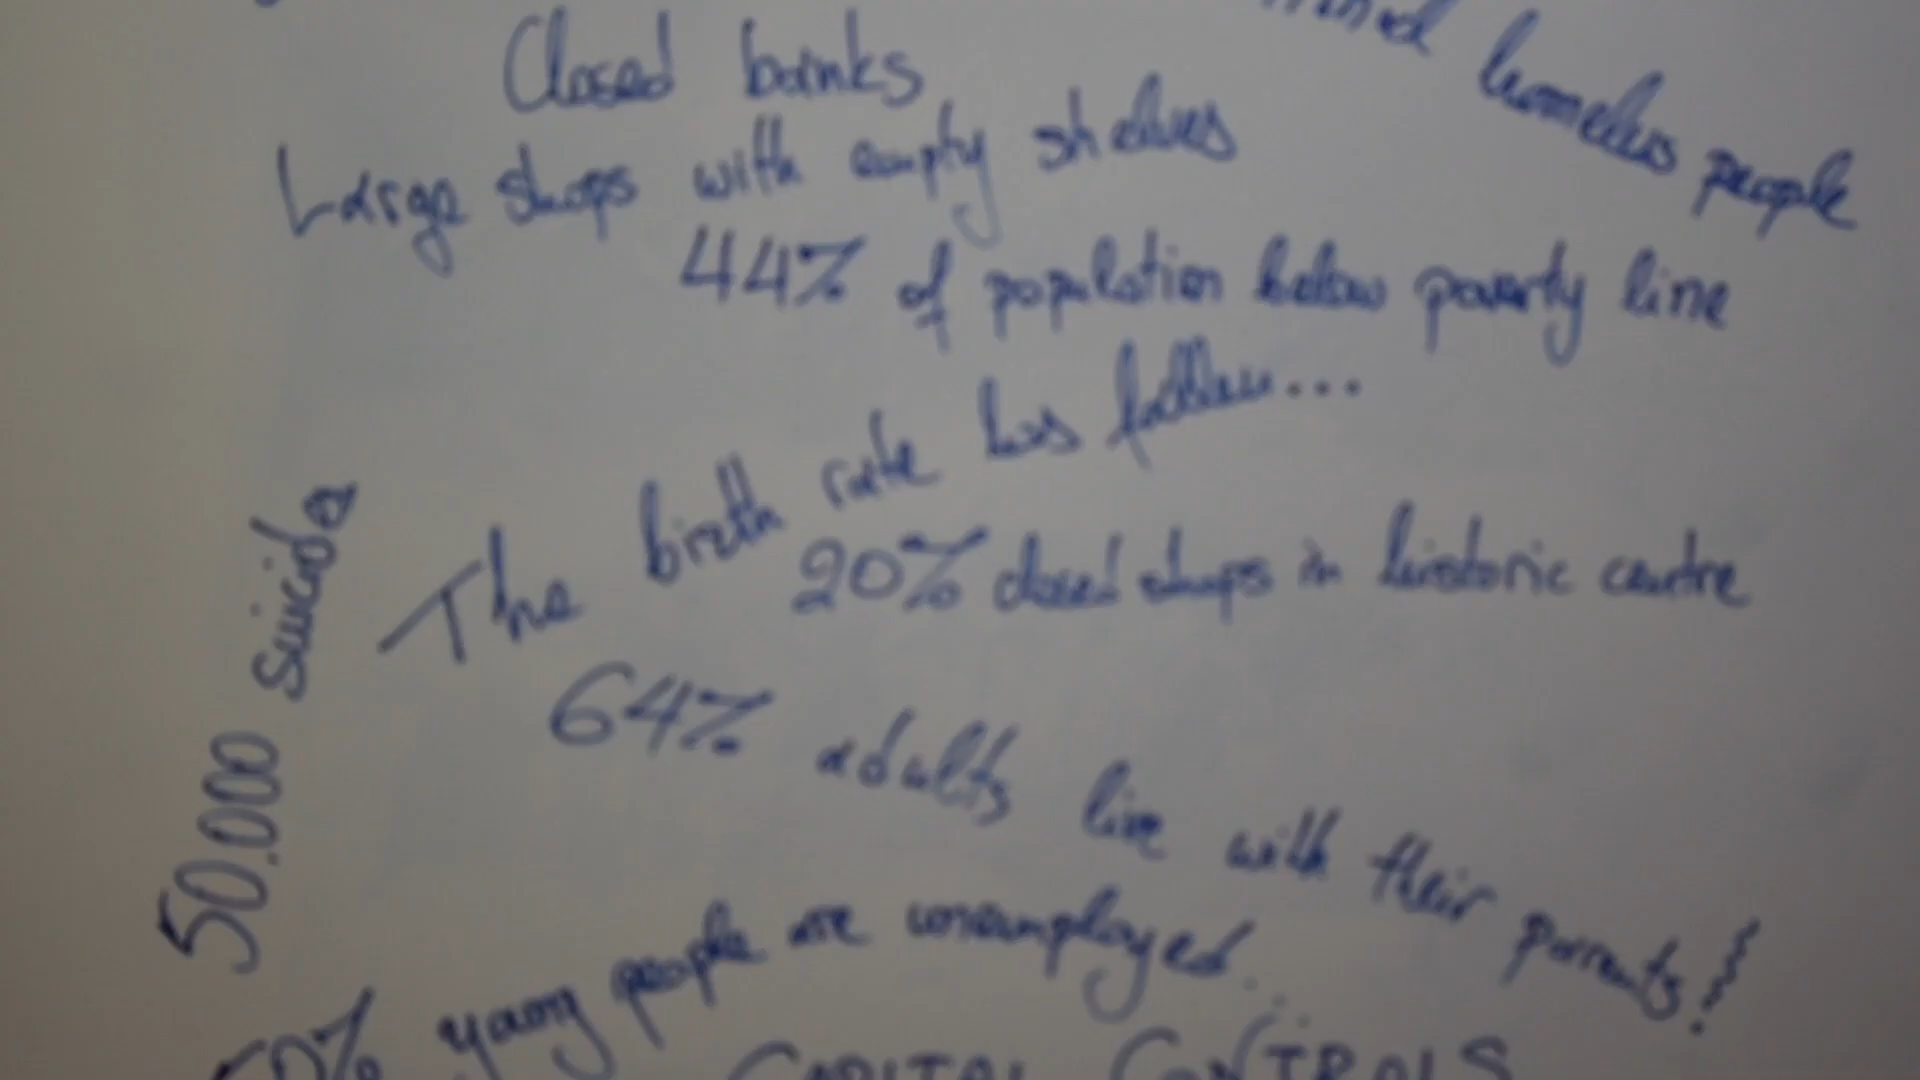 homeless people
Closed banks
Large shops with empty shelves
44% of population below poverty line
The birth rate has fallen...
20% closed shops in historic centre
50.000 suicide
64% adults live with their parents!
young people are unemployed...
CAPITAL CONTROLS